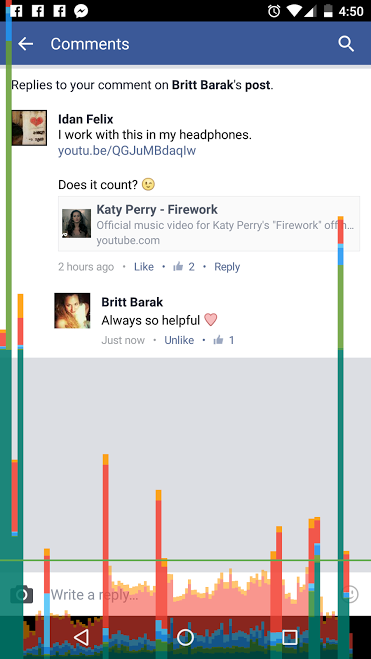 4:50
Comments
Replies to your comment on Britt Barak's post.
Idan Felix
I work with this in my headphones.
youtu.be/QGJuMBdaqIw
Does it count? 😉
Katy Perry - Firework
Official music video for Katy Perry's "Firework" offin...
youtube.com
2 hours ago • Like • 2 • Reply
Britt Barak
Always so helpful
Just now • Unlike • 1
Write a reply...